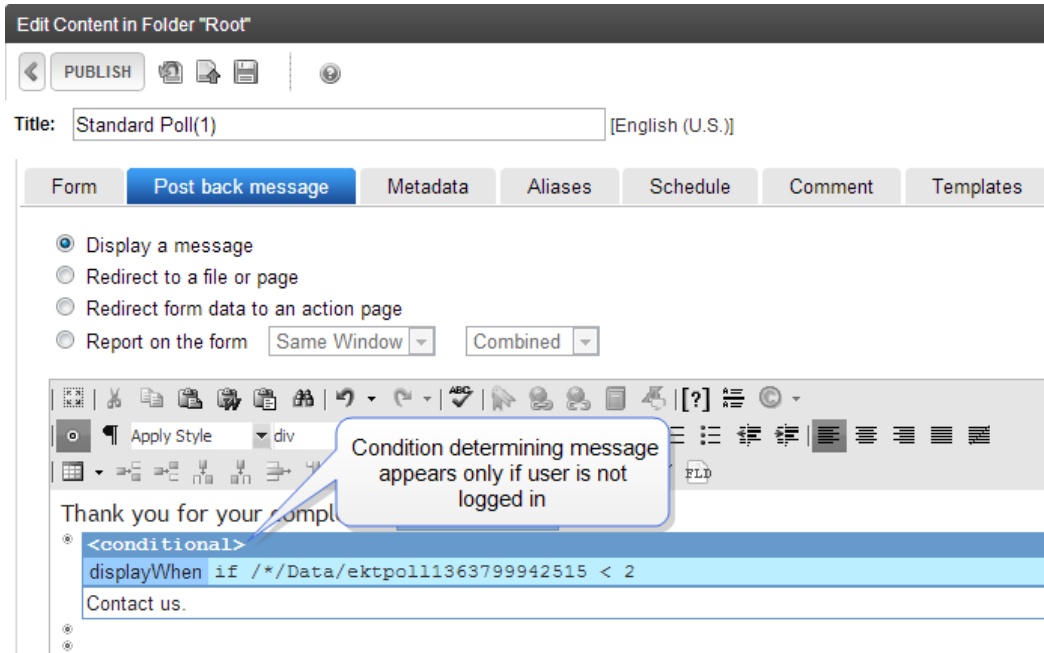 Edit Content in Folder "Root"
PUBLISH
Title: Standard Poll(1) [English (U.S.)]
Form Post back message Metadata Aliases Schedule Comment Templates
Display a message
Redirect to a file or page
Redirect form data to an action page
Report on the form Same Window Combined
ABC [?] ©
¶ Apply Style div
Condition determining message
appears only if user is not
logged in
FLD
Thank you for your
<conditional>
displayWhen if /*/Data/ektpoll1363799942515 < 2
Contact us.